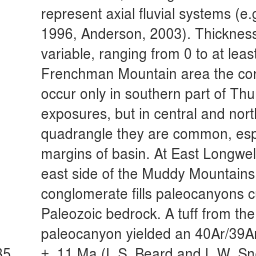 represent axial fluvial systems (e.g
1996, Anderson, 2003). Thickness
variable, ranging from 0 to at least
Frenchman Mountain area the con
occur only in southern part of Thu
exposures, but in central and north
quadrangle they are common, esp
margins of basin. At East Longwel
east side of the Muddy Mountains
conglomerate fills paleocanyons c
Paleozoic bedrock. A tuff from the
paleocanyon yielded an 40Ar/39A
± .11 Ma (L.S. Beard and L.W. Sn